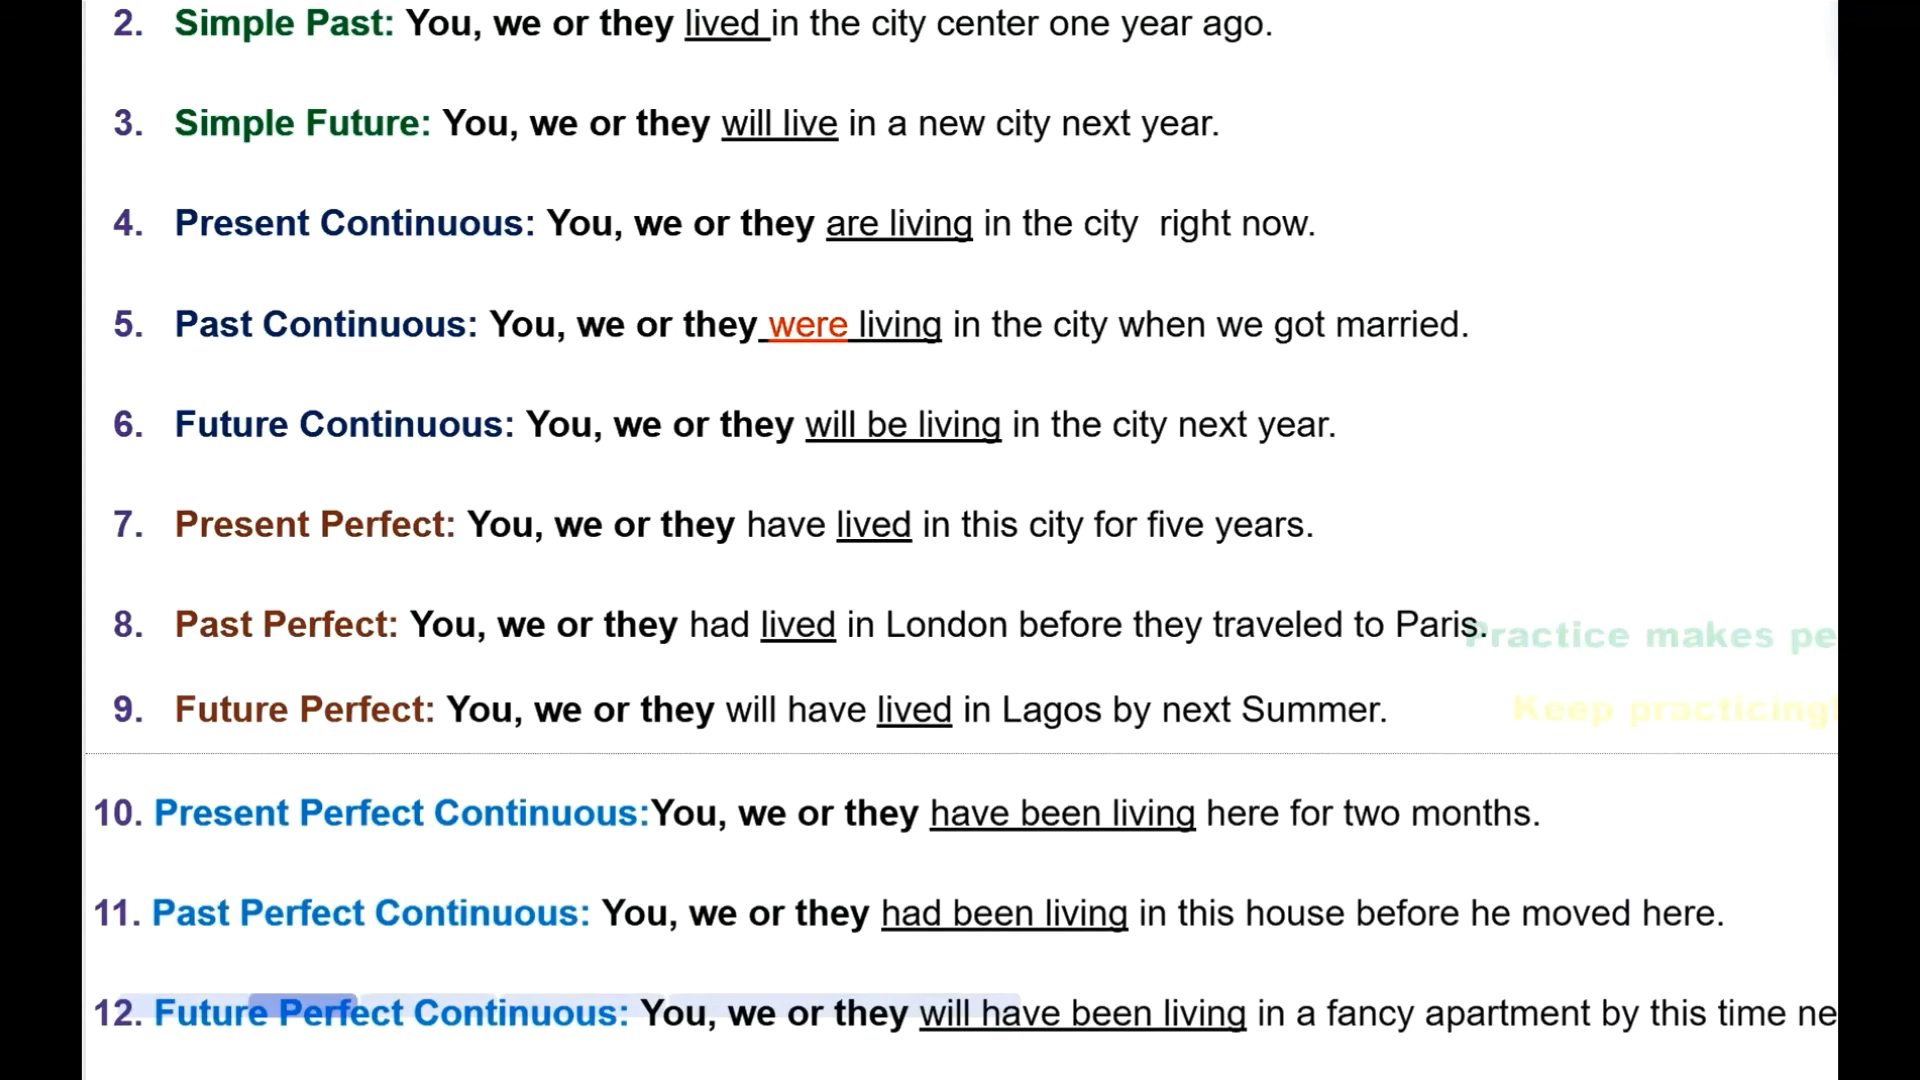 2. Simple Past: You, we or they lived in the city center one year ago.
3. Simple Future: You, we or they will live in a new city next year.
4. Present Continuous: You, we or they are living in the city  right now.
5. Past Continuous: You, we or they were living in the city when we got married.
6. Future Continuous: You, we or they will be living in the city next year.
7. Present Perfect: You, we or they have lived in this city for five years.
8. Past Perfect: You, we or they had lived in London before they traveled to Paris.
Practice makes pe
9. Future Perfect: You, we or they will have lived in Lagos by next Summer.
Keep practicing!
10. Present Perfect Continuous:You, we or they have been living here for two months.
11. Past Perfect Continuous: You, we or they had been living in this house before he moved here.
12. Future Perfect Continuous: You, we or they will have been living in a fancy apartment by this time ne